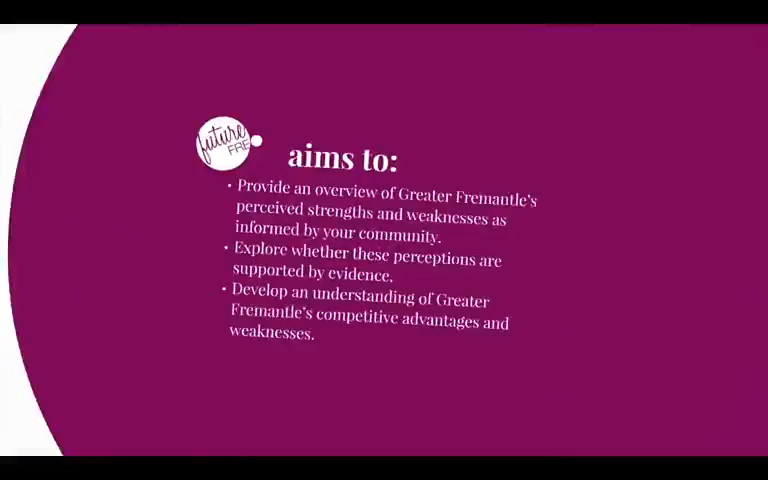 future
FRE
aims to:
• Provide an overview of Greater Fremantle's
perceived strengths and weaknesses as
informed by your community.
• Explore whether these perceptions are
supported by evidence.
• Develop an understanding of Greater
Fremantle's competitive advantages and
weaknesses.